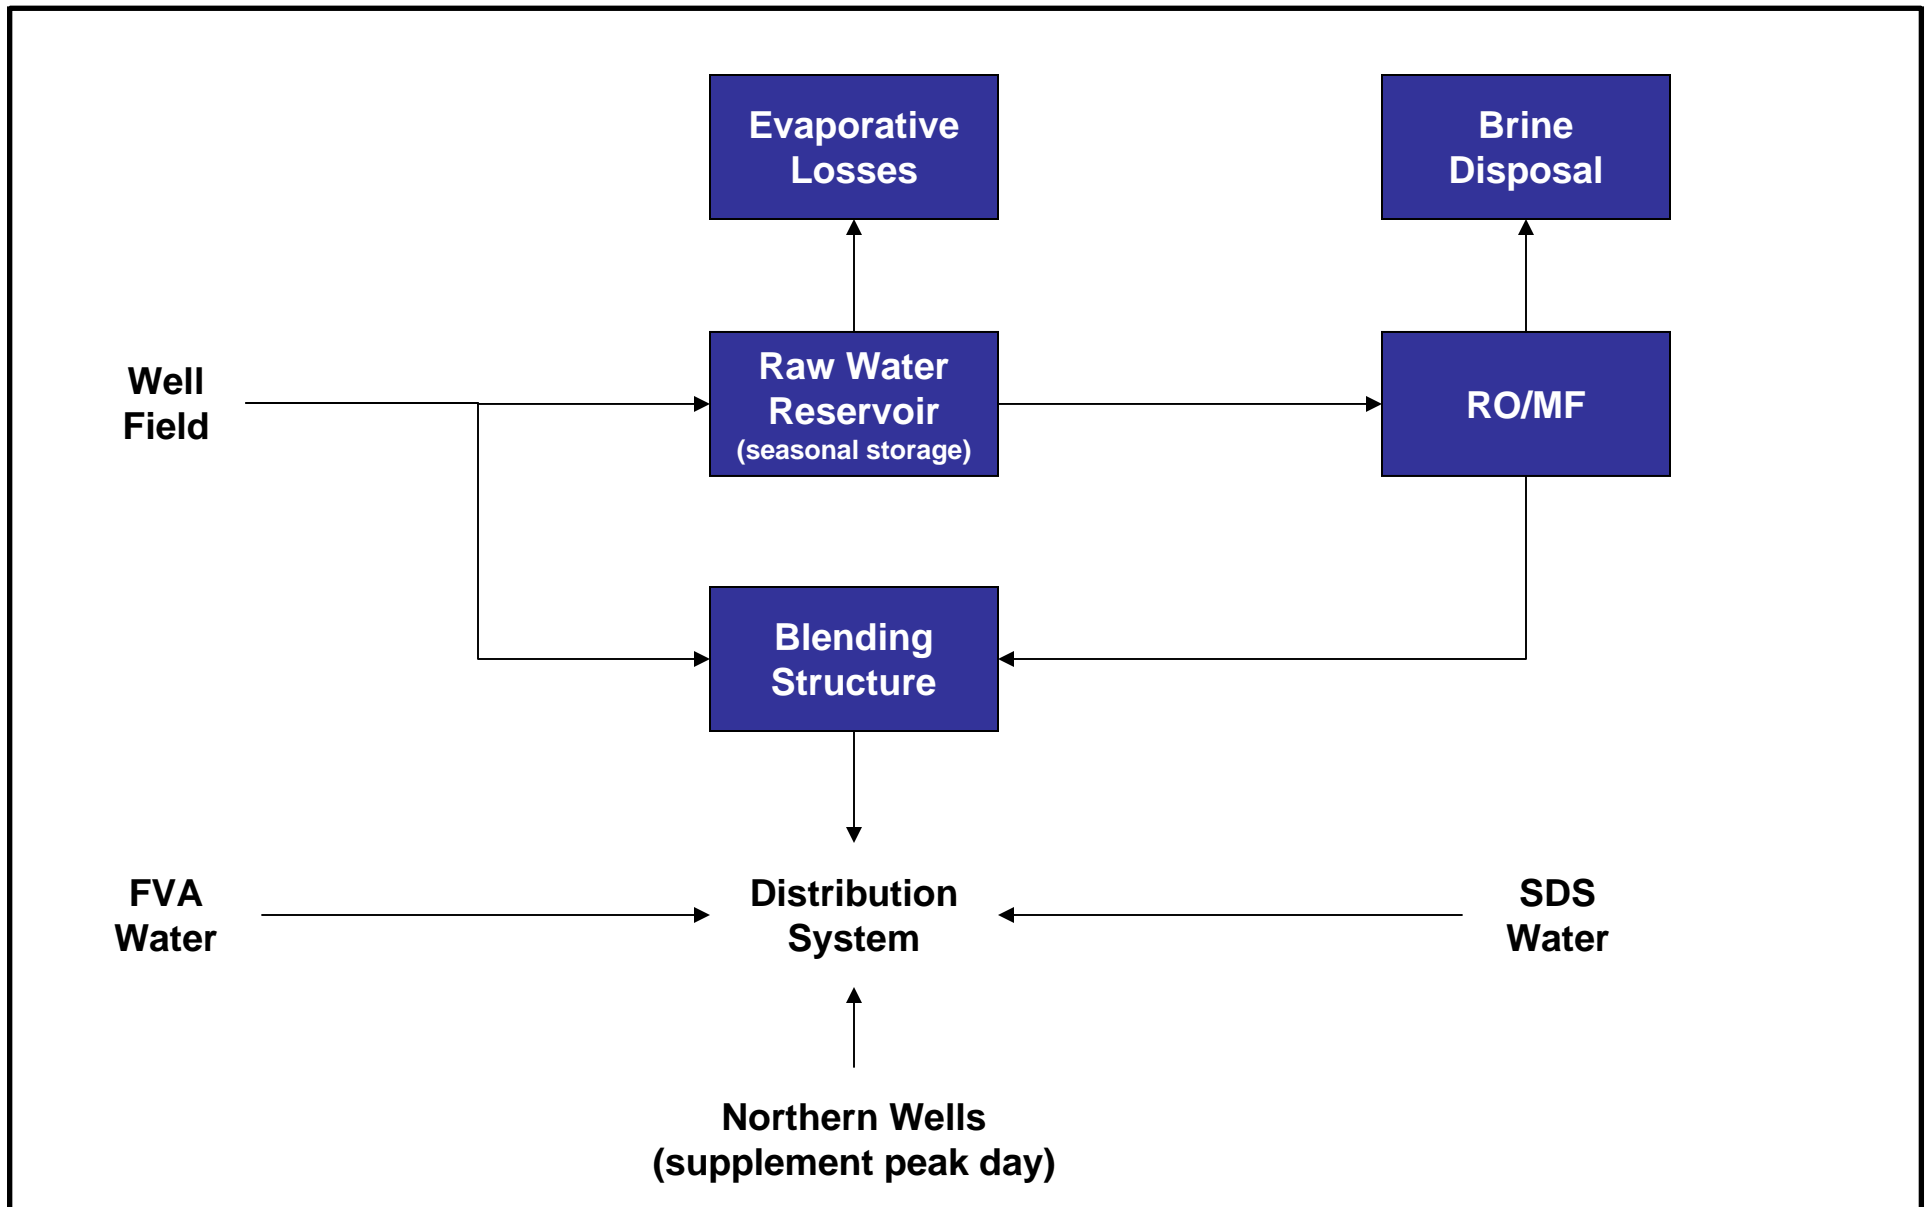 Evaporative
Losses
Brine
Disposal
Well
Field
Raw Water
Reservoir
(seasonal storage)
RO/MF
Blending
Structure
FVA
Water
Distribution
System
SDS
Water
Northern Wells
(supplement peak day)